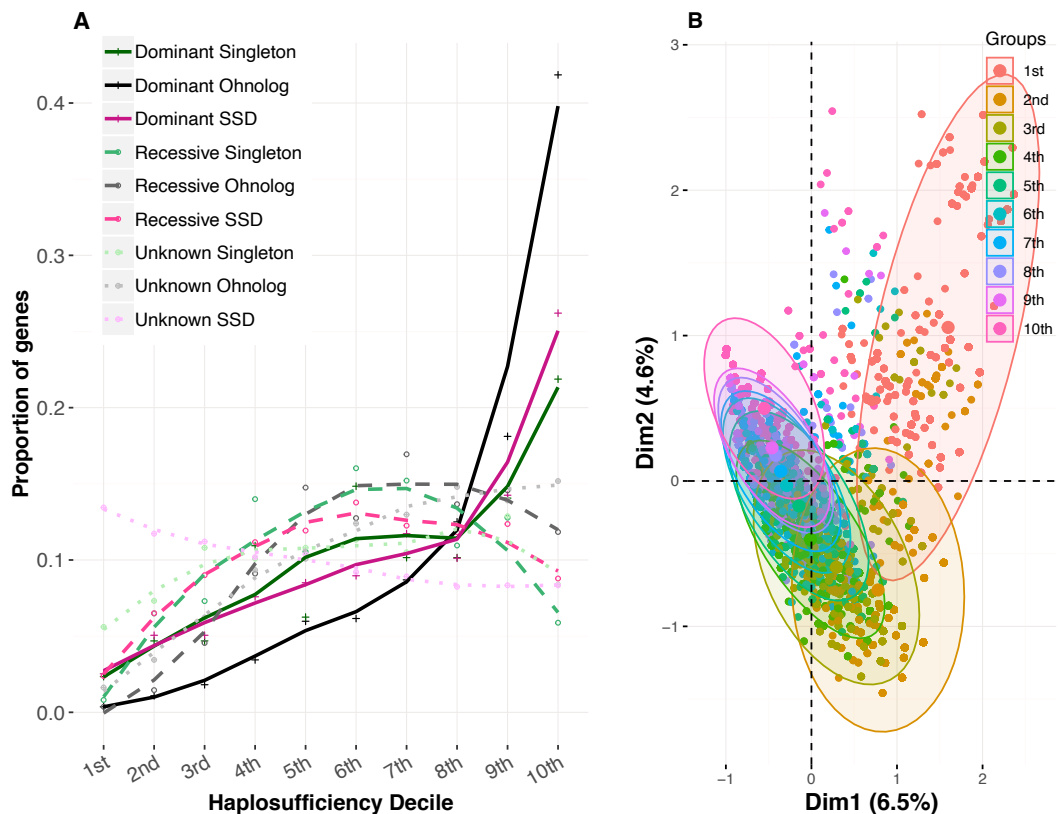 A
Dominant Singleton
Dominant Ohnolog
Dominant SSD
Recessive Singleton
Recessive Ohnolog
Recessive SSD
Unknown Singleton
Unknown Ohnolog
Unknown SSD
Proportion of genes
0.4
0.3
0.2
0.1
0.0
1st 2nd 3rd 4th 5th 6th 7th 8th 9th 10th
Haplosufficiency Decile
B
Groups
1st
2nd
3rd
4th
5th
6th
7th
8th
9th
10th
Dim2 (4.6%)
3
2
1
0
−1
−1 0 1 2
Dim1 (6.5%)